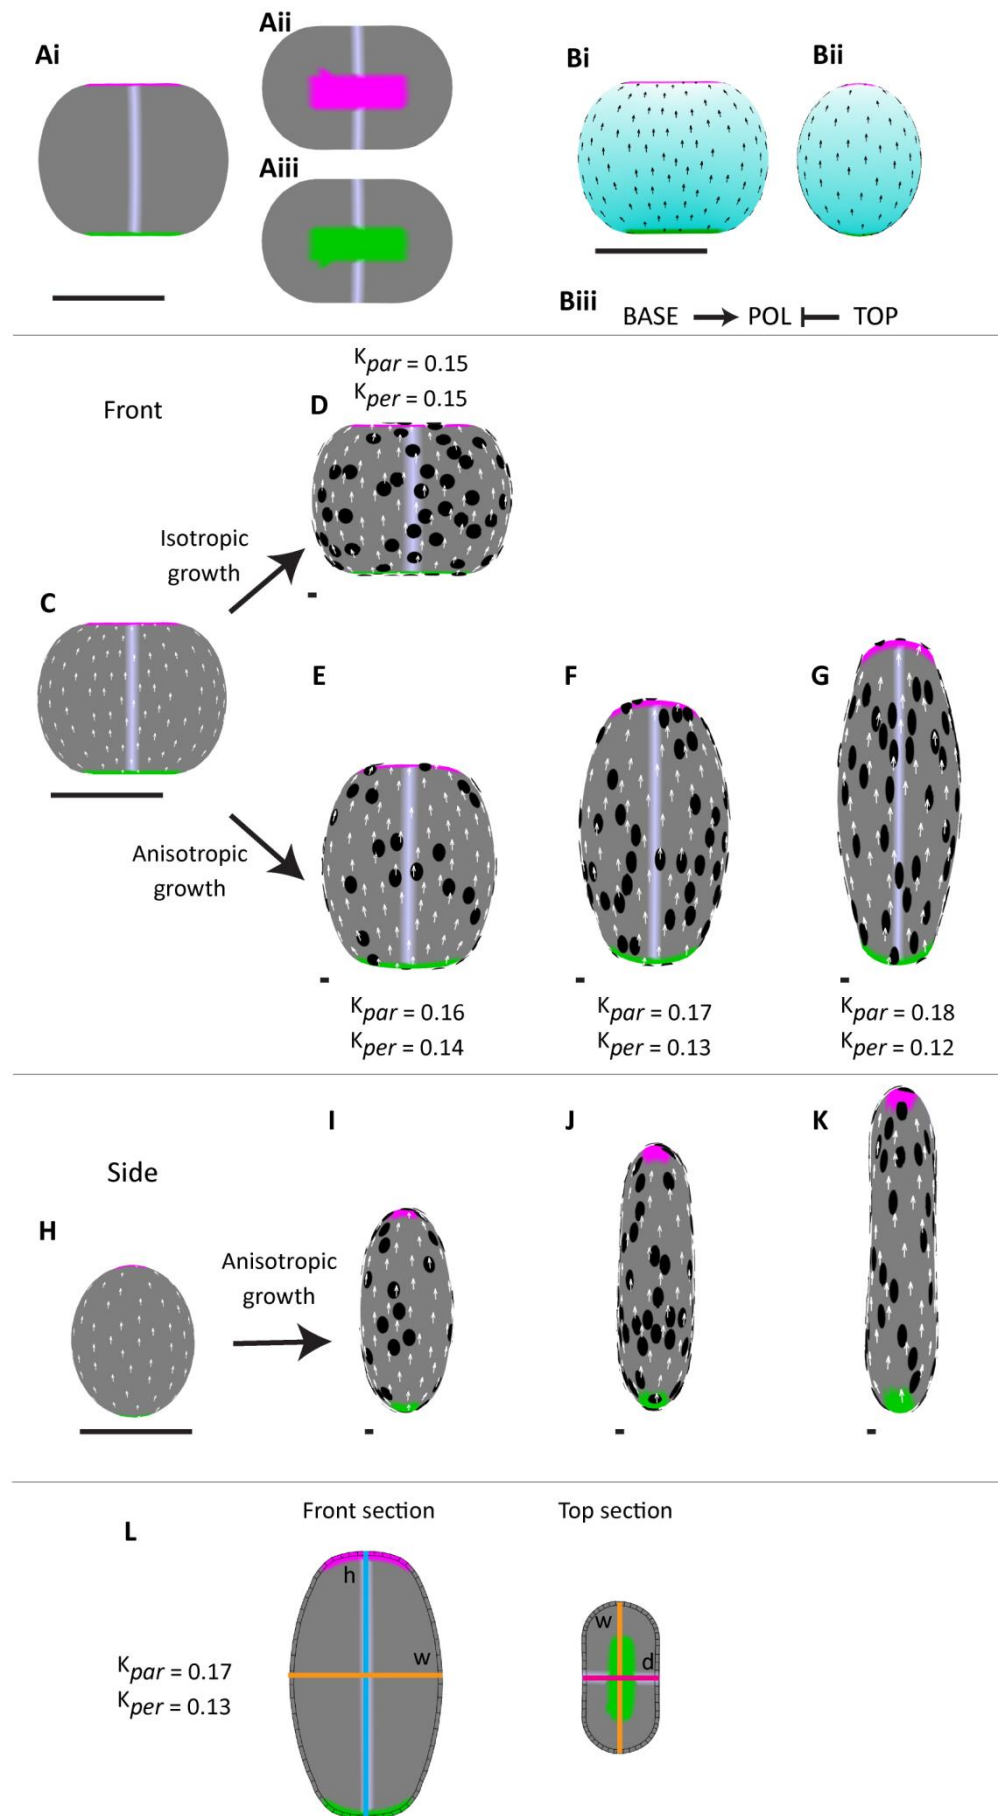 Ai
Aii
Aiii
Bi
Bii
Biii
BASE POL TOP
Front
D
Kpar = 0.15
Kper = 0.15
Isotropic
growth
C
Anisotropic
growth
E
F
G
Kpar = 0.16
Kper = 0.14
Kpar = 0.17
Kper = 0.13
Kpar = 0.18
Kper = 0.12
Side
H
Anisotropic
growth
I
J
K
L
Front section
Top section
h
w
w
d
Kpar = 0.17
Kper = 0.13